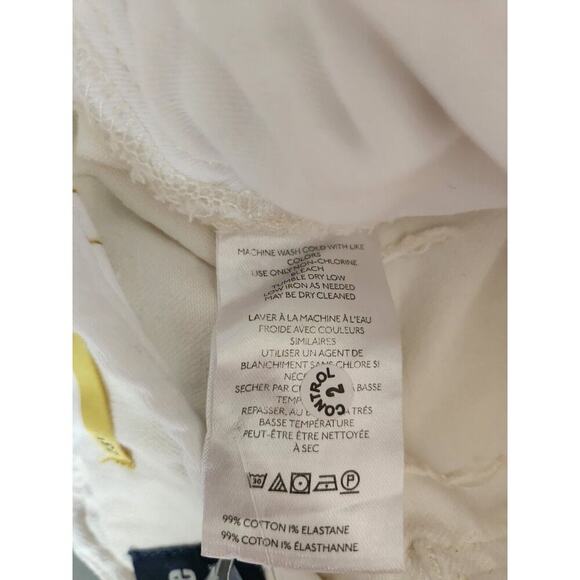 MACHINE WASH COLD WITH LIKE
COLORS
USE ONLY NON-CHLORINE
BLEACH
TUMBLE DRY LOW
LOW IRON AS NEEDED
MAY BE DRY CLEANED
LAVER À LA MACHINE À L'EAU
FROIDE AVEC COULEURS
SIMILAIRES
UTILISER UN AGENT DE
BLANCHIMENT SANS CHLORE SI
SECHER PAR BASSE
REPASSER, AU TRÈS
BASSE TEMPÉRATURE
PEUT-ÊTRE ÊTRE NETTOYÉE
À SEC
CONTROL
2
30
P
99% COTTON 1% ELASTANE
99% COTON 1% ÉLASTHANNE